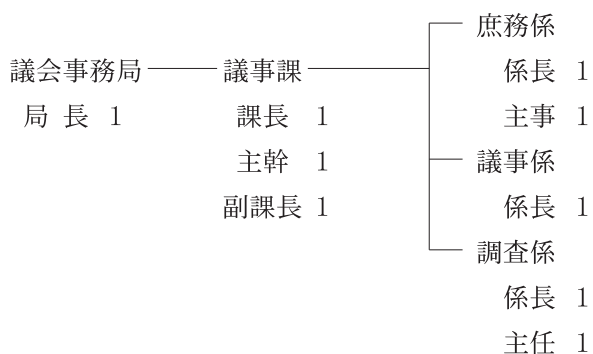 議会事務局
局 長 1
議事課
課長 1
主幹 1
副課長 1
庶務係
係長 1
主事 1
議事係
係長 1
調査係
係長 1
主任 1